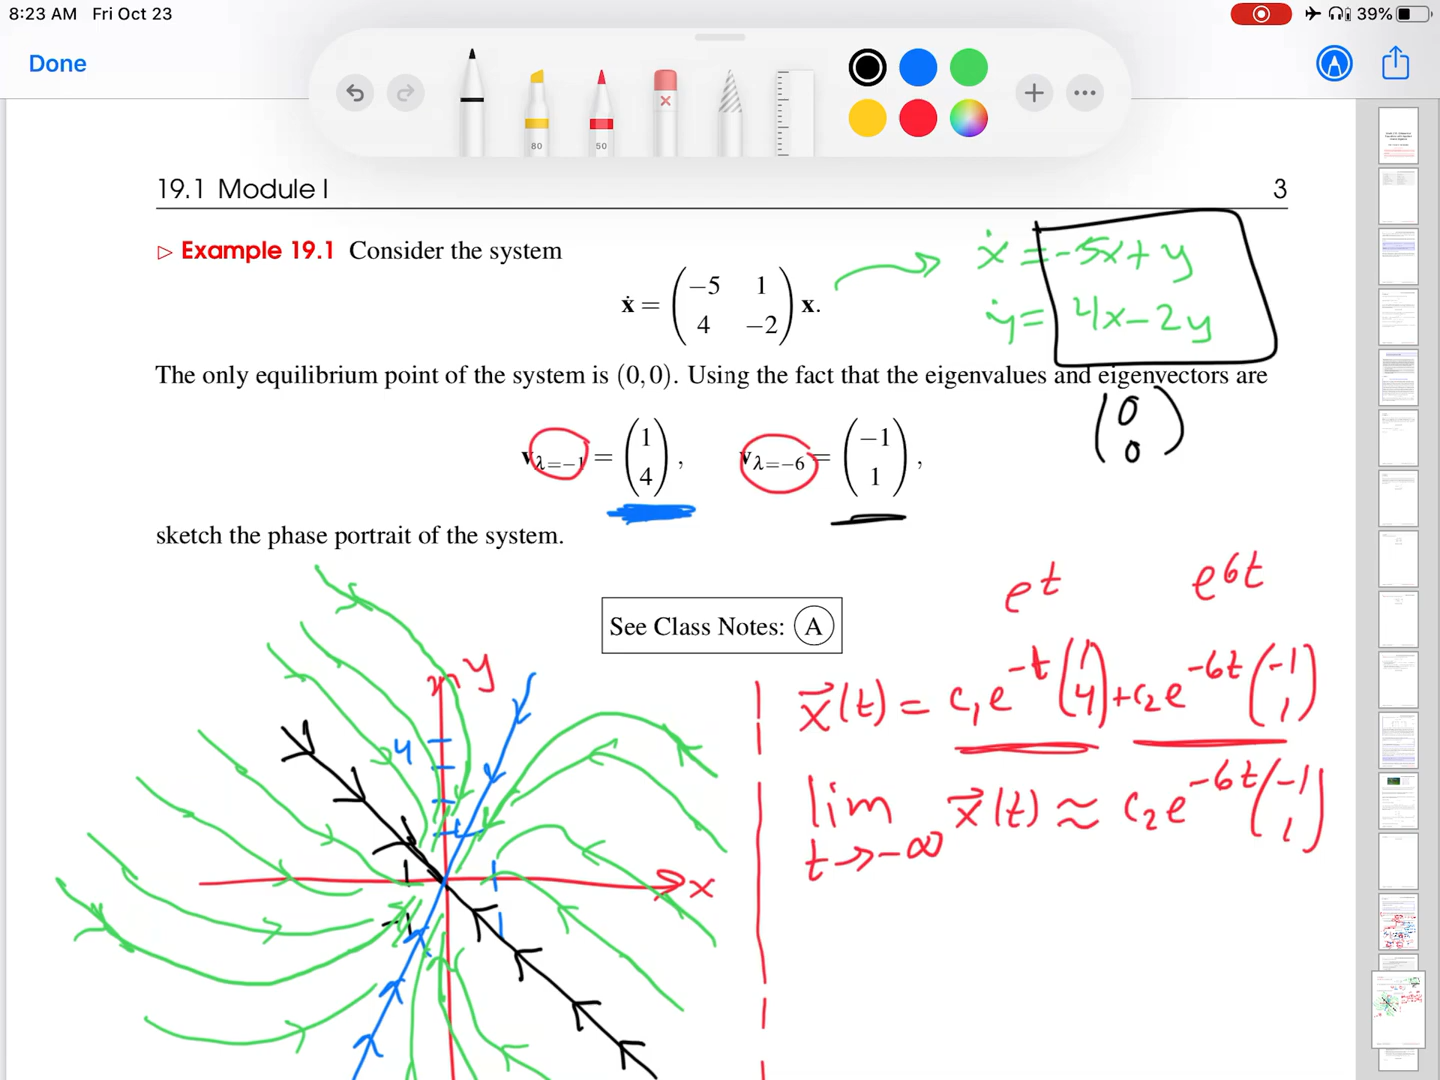 8:23 AM Fri Oct 23
39%
Done
80
50
19.1 Module I
3
▷ Example 19.1 Consider the system
ẋ = ( −5 1 ; 4 −2 ) x.
ẋ = -5x + y
ẏ = 4x - 2y
The only equilibrium point of the system is (0,0). Using the fact that the eigenvalues and eigenvectors are
(0 ; 0)
v_{λ=−1} = ( 1 ; 4 ), v_{λ=−6} = ( −1 ; 1 ),
sketch the phase portrait of the system.
e^t e^{6t}
See Class Notes: (A)
x⃗(t) = c₁e^{-t}(1 ; 4) + c₂e^{-6t}(-1 ; 1)
y
4
lim t→-∞ x⃗(t) ≈ c₂e^{-6t}(-1 ; 1)
x